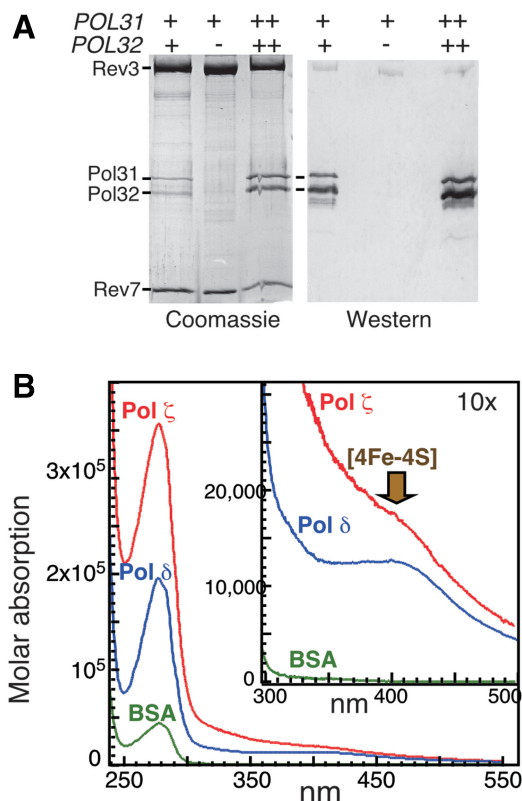 A
POL31 + + ++ + + ++
POL32 + - ++ + - ++
Rev3
Pol31
Pol32
Rev7
Coomassie Western
B
Pol ζ
Pol δ
BSA
Molar absorption
3x10⁵
2x10⁵
10⁵
0
250 350 450 550
nm
10x
Pol ζ
[4Fe-4S]
Pol δ
BSA
20,000
10,000
0
300 400 500
nm